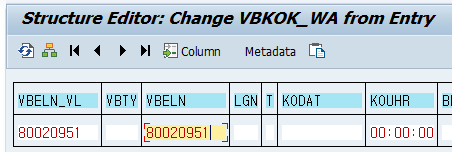 Structure Editor: Change VBKOK_WA from Entry
Column Metadata
VBELN_VL VBTY VBELN LGN T KODAT KOUHR
80020951 80020951 00:00:00